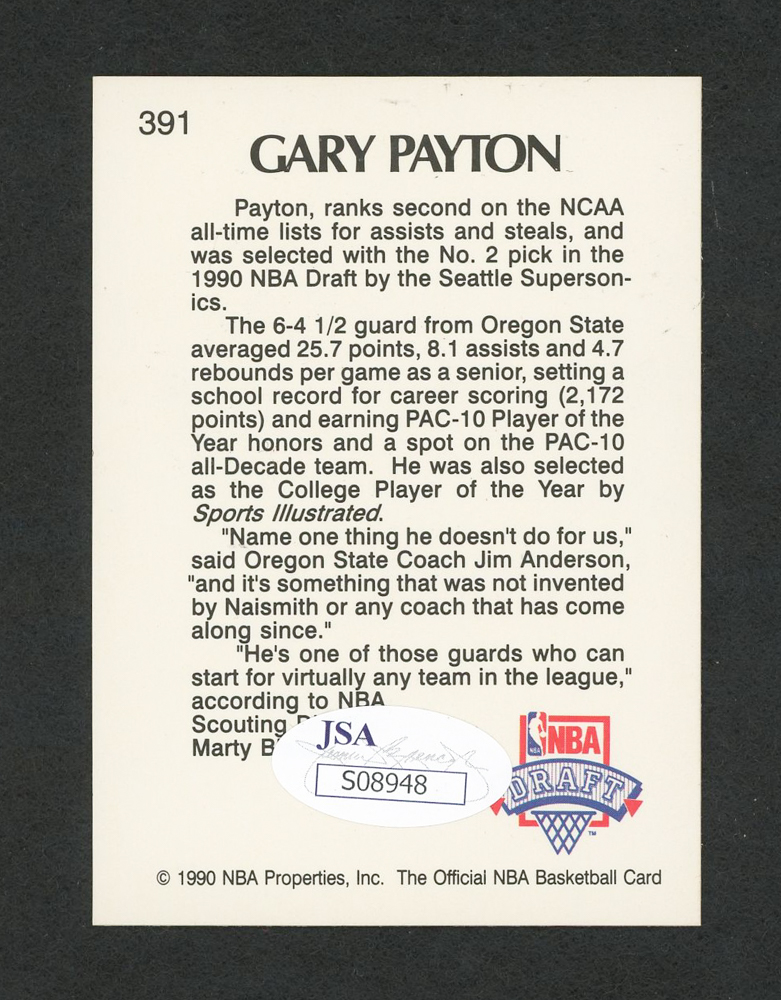 391
GARY PAYTON
Payton, ranks second on the NCAA
all-time lists for assists and steals, and
was selected with the No. 2 pick in the
1990 NBA Draft by the Seattle Superson-
ics.
The 6-4 1/2 guard from Oregon State
averaged 25.7 points, 8.1 assists and 4.7
rebounds per game as a senior, setting a
school record for career scoring (2,172
points) and earning PAC-10 Player of the
Year honors and a spot on the PAC-10
all-Decade team. He was also selected
as the College Player of the Year by
Sports Illustrated.
"Name one thing he doesn't do for us,"
said Oregon State Coach Jim Anderson,
"and it's something that was not invented
by Naismith or any coach that has come
along since."
"He's one of those guards who can
start for virtually any team in the league,"
according to NBA
Scouting
Marty
JSA
S08948
NBA
NBA
DRAFT
TM
© 1990 NBA Properties, Inc. The Official NBA Basketball Card